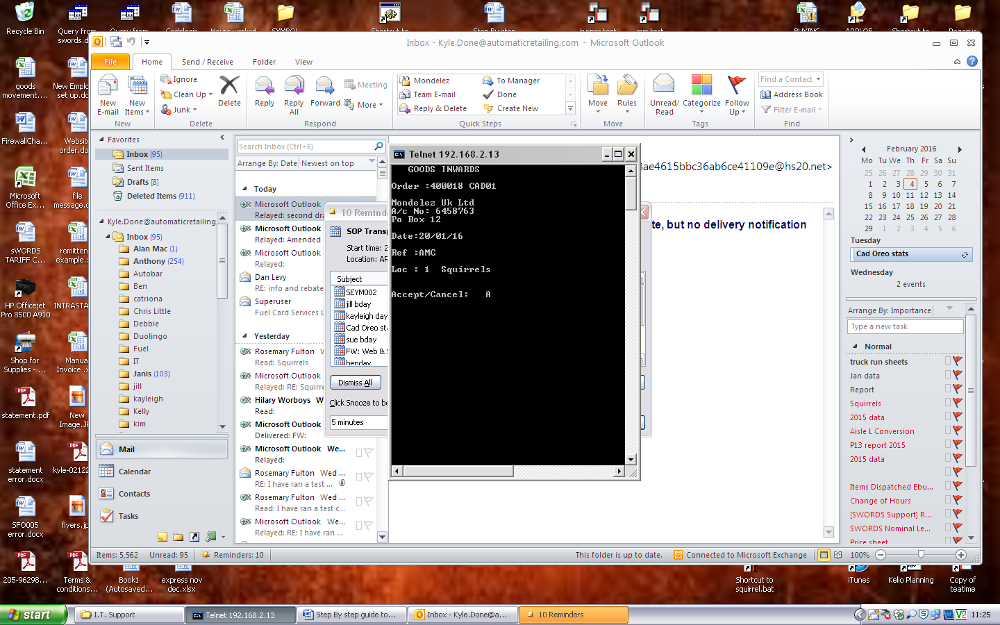 Recycle Bin
Query from swords.d...
Query from
Codelogic
Hours worked
SYMBOL
Shortcut to
Step By step
turner test
mm test
BUYING
Shortcut to
Pegasus
Inbox - Kyle.Done@automaticretailing.com - Microsoft Outlook
File Home Send / Receive Folder View
New E-mail
New Items
New
Ignore
Clean Up
Junk
Delete
Delete
Reply
Reply All
Forward
Meeting
More
Respond
Mondelez
Team E-mail
Reply & Delete
To Manager
Done
Create New
Quick Steps
Move
Rules
Move
Unread/ Read
Categorize
Follow Up
Tags
Find a Contact
Address Book
Filter E-mail
Find
goods movement....
New Employ set up.do
FirewallCha...
Website order.do
Microsoft Office Ex...
file message.d
sWORDS TARIFF C...
remitten example.x
HP Officejet Pro 8500 A910
INTRASTA
Shop for Supplies - ...
Manua Invoice .x
statement.pdf
New Image.JP
statement error.docx
kyle-02122
SFO005 error.docx
flyers.jp
205-96298...
Terms & conditions...
Book1 (Autosaved...
express nov dec.xlsx
Favorites
Inbox (95)
Sent Items
Drafts [8]
Deleted Items (911)
Kyle.Done@automaticretailing
Inbox (95)
Alan Mac (1)
Anthony (254)
Autobar
Ben
catriona
Chris Little
Debbie
Duolingo
Fuel
IT
Janis (103)
jill
kayleigh
Kelly
kim
Mail
Calendar
Contacts
Tasks
Search Inbox (Ctrl+E)
Arrange By: Date Newest on top
Today
Microsoft Outlook
Relayed: second dra
Microsoft Outlook
Relayed: Amended
Microsoft Outlook
Relayed:
Dan Levy
RE: info and rebate
Superuser
Fuel Card Services L
Yesterday
Rosemary Fulton W
Read: Squirrels
Microsoft Outlook
Relayed: RE: Squirre
Hilary Worboys W
Read:
Microsoft Outlook
Delivered: FW:
Microsoft Outlook We...
Relayed:
Rosemary Fulton Wed ...
RE: I have ran a test ...
Rosemary Fulton Wed ...
Read: I have ran a test c...
Microsoft Outlook We...
Relayed: RE: I have ran ...
10 Remind
SOP Transp
Start time: 2
Location: AR
Subject
SEYM002
jill bday
kayleigh day
Cad Oreo sta
sue bday
FW: Web & S
benday
Dismiss All
Click Snooze to be
5 minutes
Telnet 192.168.2.13
GOODS INWARDS
Order :400018 CAD01
Mondelez Uk Ltd
A/c No: 6458763
Po Box 12
Date:20/01/16
Ref :AMC
Loc : 1 Squirrels
Accept/Cancel: A
8ae4615bbc36ab6ce41109e@hs20.net>
te, but no delivery notification
February 2016
Mo Tu We Th Fr Sa Su
25 26 27 28 29 30 31
1 2 3 4 5 6 7
8 9 10 11 12 13 14
15 16 17 18 19 20 21
22 23 24 25 26 27 28
29 1 2 3 4 5 6
Tuesday
Cad Oreo stats
Wednesday
2 events
Arrange By: Importance
Type a new task
Normal
truck run sheets
Jan data
Report
Squirrels
2015 data
Aisle L Conversion
P13 report 2015
2015 data
Items Dispatched Ebu...
Change of Hours
[SWORDS Support] R...
SWORDS Nominal Le...
Price sheet
Items: 5,562 Unread: 95 Reminders: 10
This folder is up to date. Connected to Microsoft Exchange 100%
Shortcut to squirrel.bat
iTunes
Kelio Planning
Copy of teatime
start
I.T. Support
Telnet 192.168.2.13
Step By step guide to...
Inbox - Kyle.Done@a...
10 Reminders
11:25